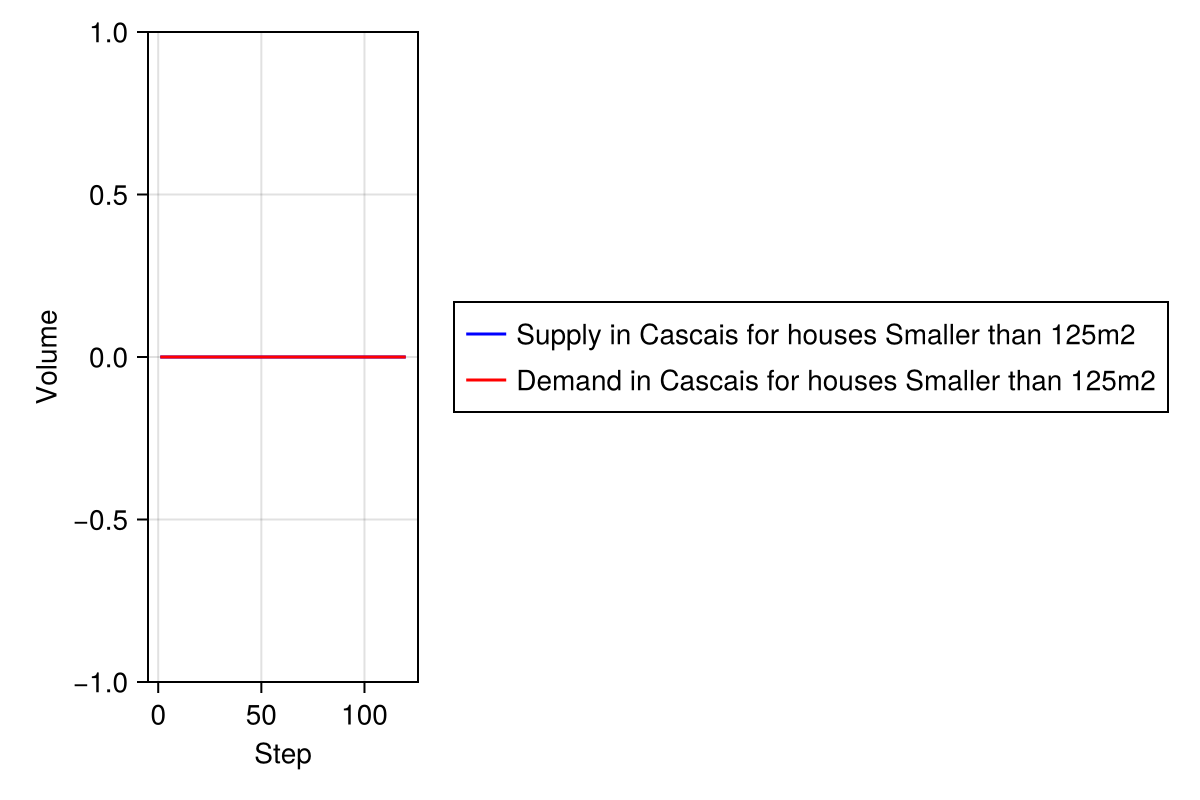 1.0
0.5
0.0
−0.5
−1.0
Volume
0 50 100
Step
Supply in Cascais for houses Smaller than 125m2
Demand in Cascais for houses Smaller than 125m2